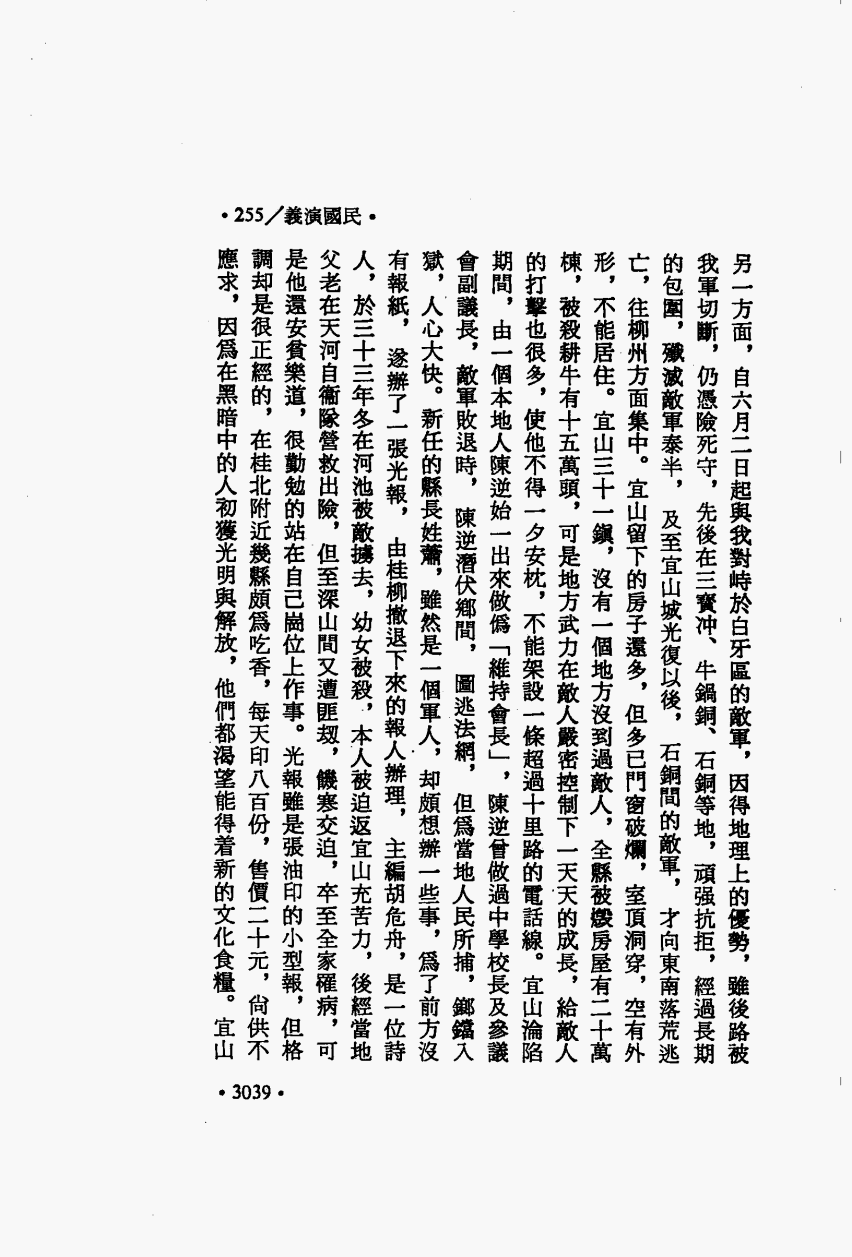 •255／義演國民•
另一方面，自六月二日起與我對峙於白牙區的敵軍，因得地理上的優勢，雖後路被
我軍切斷，仍憑險死守，先後在三寳冲、牛鍋銅、石銅等地，頑强抗拒，經過長期
的包圍，殲滅敵軍泰半，及至宜山城光復以後，石銅間的敵軍，才向東南落荒逃
亡，往柳州方面集中。宜山留下的房子還多，但多已門窗破爛，室頂洞穿，空有外
形，不能居住。宜山三十一鎭，沒有一個地方沒到過敵人，全縣被燬房屋有二十萬
棟，被殺耕牛有十五萬頭，可是地方武力在敵人嚴密控制下一天天的成長，給敵人
的打擊也很多，使他不得一夕安枕，不能架設一條超過十里路的電話線。宜山淪陷
期間，由一個本地人陳逆始一出來做僞「維持會長」，陳逆曾做過中學校長及參議
會副議長，敵軍敗退時，陳逆潛伏鄉間，圖逃法網，但爲當地人民所捕，鎯鐺入
獄，人心大快。新任的縣長姓蕭，雖然是一個軍人，却頗想辦一些事，爲了前方沒
有報紙，遂辦了一張光報，由桂柳撤退下來的報人辦理，主編胡危舟，是一位詩
人，於三十三年冬在河池被敵擄去，幼女被殺，本人被迫返宜山充苦力，後經當地
父老在天河自衞隊營救出險，但至深山間又遭匪刼，饑寒交迫，卒至全家罹病，可
是他還安貧樂道，很勤勉的站在自己崗位上作事。光報雖是張油印的小型報，但格
調却是很正經的，在桂北附近幾縣頗爲吃香，每天印八百份，售價二十元，尙供不
應求，因爲在黑暗中的人初獲光明與解放，他們都渴望能得着新的文化食糧。宜山
•3039•